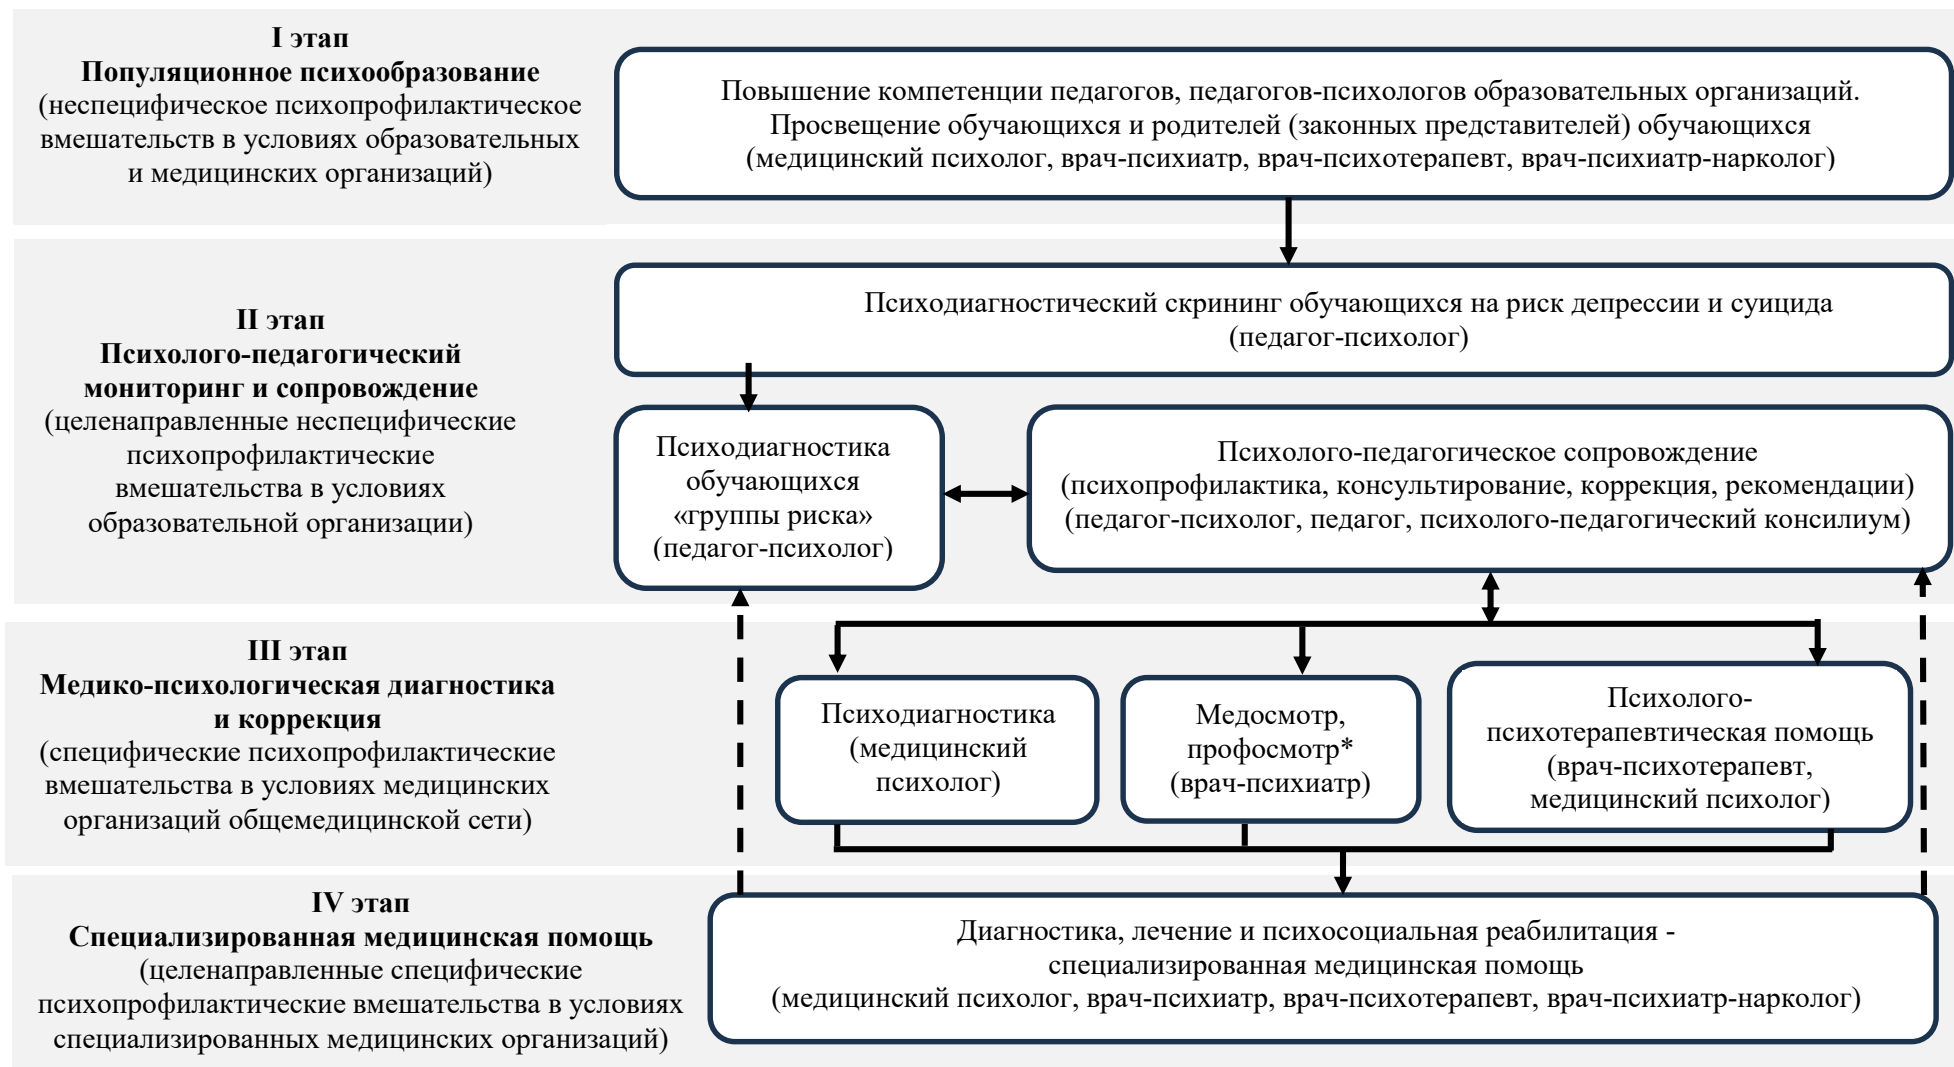 I этап
Популяционное психообразование
(неспецифическое психопрофилактическое
вмешательств в условиях образовательных
и медицинских организаций)
Повышение компетенции педагогов, педагогов-психологов образовательных организаций.
Просвещение обучающихся и родителей (законных представителей) обучающихся
(медицинский психолог, врач-психиатр, врач-психотерапевт, врач-психиатр-нарколог)
II этап
Психолого-педагогический
мониторинг и сопровождение
(целенаправленные неспецифические
психопрофилактические
вмешательства в условиях
образовательной организации)
Психодиагностический скрининг обучающихся на риск депрессии и суицида
(педагог-психолог)
Психодиагностика
обучающихся
«группы риска»
(педагог-психолог)
Психолого-педагогическое сопровождение
(психопрофилактика, консультирование, коррекция, рекомендации)
(педагог-психолог, педагог, психолого-педагогический консилиум)
III этап
Медико-психологическая диагностика
и коррекция
(специфические психопрофилактические
вмешательства в условиях медицинских
организаций общемедицинской сети)
Психодиагностика
(медицинский
психолог)
Медосмотр,
профосмотр*
(врач-психиатр)
Психолого-
психотерапевтическая помощь
(врач-психотерапевт,
медицинский психолог)
IV этап
Специализированная медицинская помощь
(целенаправленные специфические
психопрофилактические вмешательства в условиях
специализированных медицинских организаций)
Диагностика, лечение и психосоциальная реабилитация -
специализированная медицинская помощь
(медицинский психолог, врач-психиатр, врач-психотерапевт, врач-психиатр-нарколог)